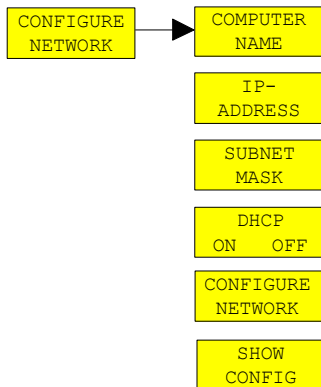 CONFIGURE
NETWORK
COMPUTER
NAME
IP-
ADDRESS
SUBNET
MASK
DHCP
ON OFF
CONFIGURE
NETWORK
SHOW
CONFIG